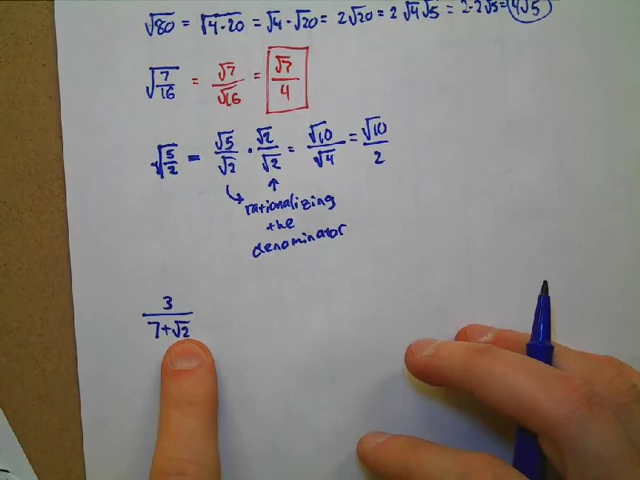 √80 = √4·20 = √4·√20 = 2√20 = 2√4√5 = 2·2√5 = 4√5
√7/16 = √7/√16 = √7/4
√5/2 = √5/√2 · √2/√2 = √10/√4 = √10/2
rationalizing
the
denominator
3/7+√2